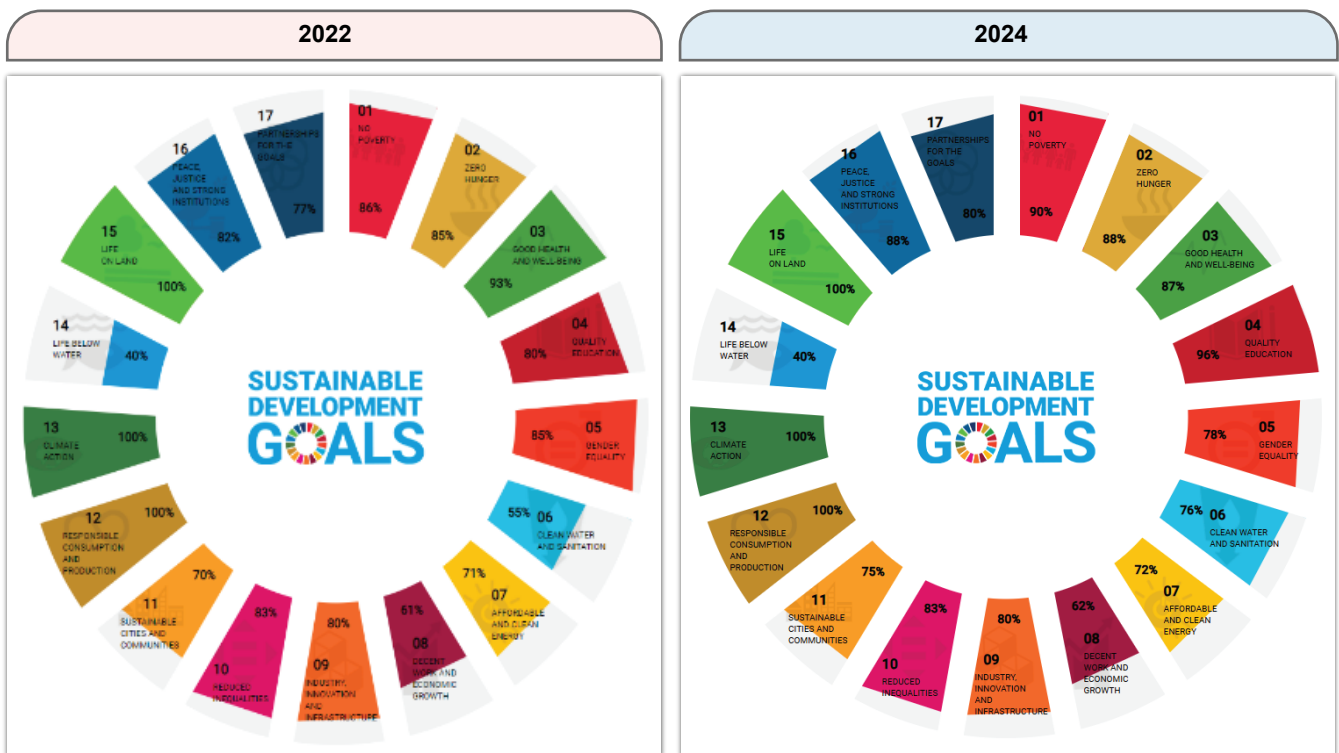 2022
01
NO
POVERTY
86%
02
ZERO
HUNGER
85%
03
GOOD HEALTH
AND WELL-BEING
93%
04
QUALITY
EDUCATION
80%
05
GENDER
EQUALITY
85%
06
CLEAN WATER
AND SANITATION
55%
07
AFFORDABLE
AND CLEAN
ENERGY
71%
08
DECENT
WORK AND
ECONOMIC
GROWTH
61%
09
INDUSTRY,
INNOVATION
AND
INFRASTRUCTURE
80%
10
REDUCED
INEQUALITIES
83%
11
SUSTAINABLE
CITIES AND
COMMUNITIES
70%
12
RESPONSIBLE
CONSUMPTION
AND
PRODUCTION
100%
13
CLIMATE
ACTION
100%
14
LIFE BELOW
WATER
40%
15
LIFE
ON LAND
100%
16
PEACE,
JUSTICE
AND STRONG
INSTITUTIONS
82%
17
PARTNERSHIPS
FOR THE
GOALS
77%
SUSTAINABLE
DEVELOPMENT
GOALS
2024
01
NO
POVERTY
90%
02
ZERO
HUNGER
88%
03
GOOD HEALTH
AND WELL-BEING
87%
04
QUALITY
EDUCATION
96%
05
GENDER
EQUALITY
78%
06
CLEAN WATER
AND SANITATION
76%
07
AFFORDABLE
AND CLEAN
ENERGY
72%
08
DECENT
WORK AND
ECONOMIC
GROWTH
62%
09
INDUSTRY,
INNOVATION
AND
INFRASTRUCTURE
80%
10
REDUCED
INEQUALITIES
83%
11
SUSTAINABLE
CITIES AND
COMMUNITIES
75%
12
RESPONSIBLE
CONSUMPTION
AND
PRODUCTION
100%
13
CLIMATE
ACTION
100%
14
LIFE BELOW
WATER
40%
15
LIFE
ON LAND
100%
16
PEACE,
JUSTICE
AND STRONG
INSTITUTIONS
88%
17
PARTNERSHIPS
FOR THE
GOALS
80%
SUSTAINABLE
DEVELOPMENT
GOALS